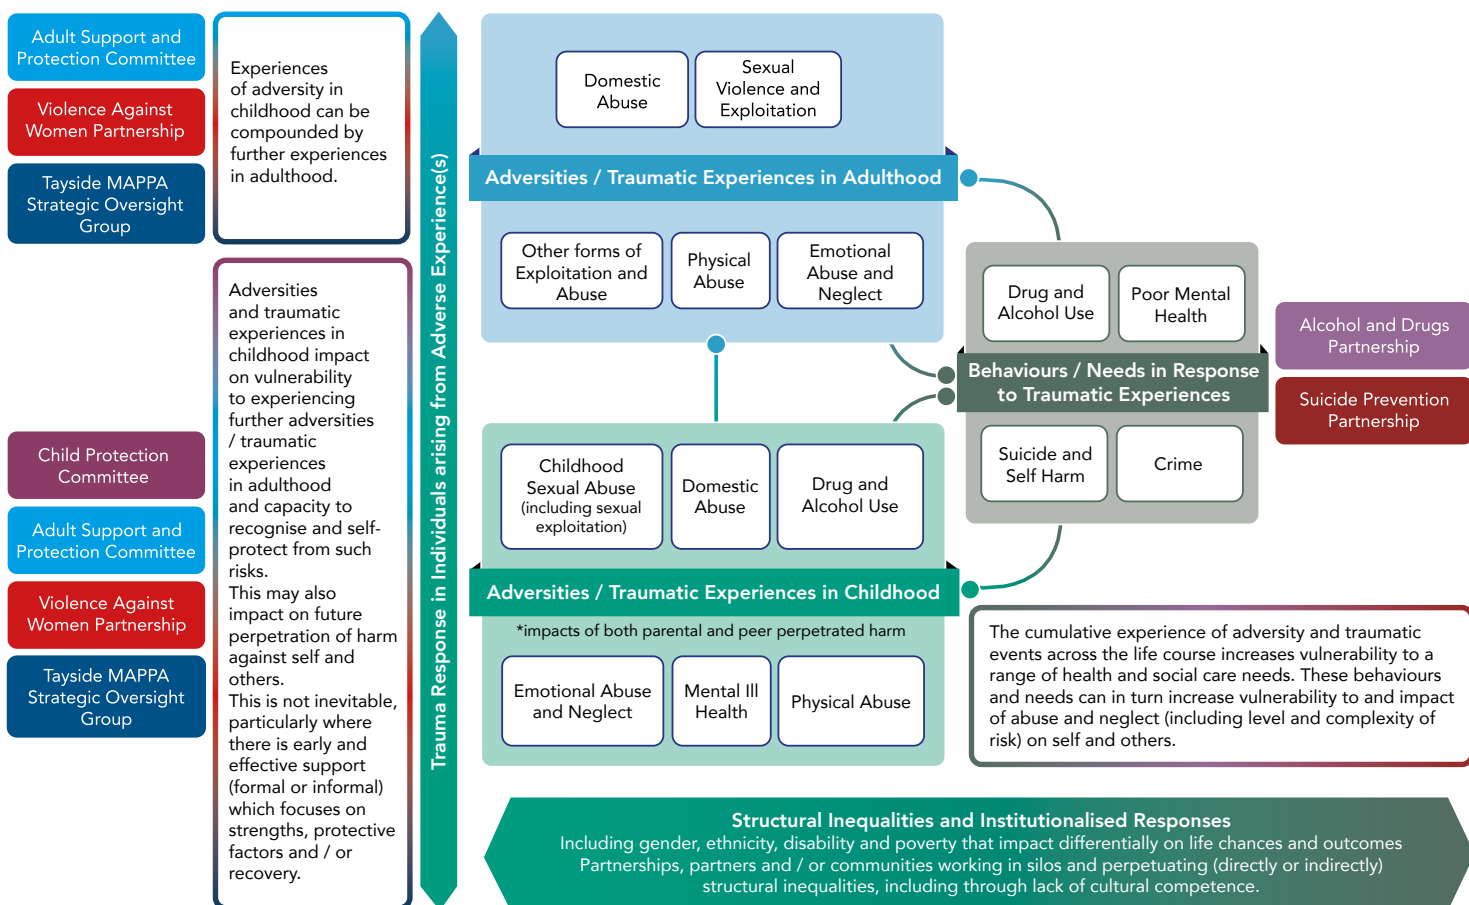 Adult Support and
Protection Committee
Violence Against
Women Partnership
Tayside MAPPA
Strategic Oversight
Group
Experiences
of adversity in
childhood can be
compounded by
further experiences
in adulthood.
Child Protection
Committee
Adult Support and
Protection Committee
Violence Against
Women Partnership
Tayside MAPPA
Strategic Oversight
Group
Adversities
and traumatic
experiences in
childhood impact
on vulnerability
to experiencing
further adversities
/ traumatic
experiences
in adulthood
and capacity to
recognise and self-
protect from such
risks.
This may also
impact on future
perpetration of harm
against self and
others.
This is not inevitable,
particularly where
there is early and
effective support
(formal or informal)
which focuses on
strengths, protective
factors and / or
recovery.
Trauma Response in Individuals arising from Adverse Experience(s)
Domestic
Abuse
Sexual
Violence and
Exploitation
Adversities / Traumatic Experiences in Adulthood
Other forms of
Exploitation and
Abuse
Physical
Abuse
Emotional
Abuse and
Neglect
Drug and
Alcohol Use
Poor Mental
Health
Behaviours / Needs in Response
to Traumatic Experiences
Suicide and
Self Harm
Crime
Alcohol and Drugs
Partnership
Suicide Prevention
Partnership
Childhood
Sexual Abuse
(including sexual
exploitation)
Domestic
Abuse
Drug and
Alcohol Use
Adversities / Traumatic Experiences in Childhood
*impacts of both parental and peer perpetrated harm
Emotional Abuse
and Neglect
Mental Ill
Health
Physical Abuse
The cumulative experience of adversity and traumatic
events across the life course increases vulnerability to a
range of health and social care needs. These behaviours
and needs can in turn increase vulnerability to and impact
of abuse and neglect (including level and complexity of
risk) on self and others.
Structural Inequalities and Institutionalised Responses
Including gender, ethnicity, disability and poverty that impact differentially on life chances and outcomes
Partnerships, partners and / or communities working in silos and perpetuating (directly or indirectly)
structural inequalities, including through lack of cultural competence.